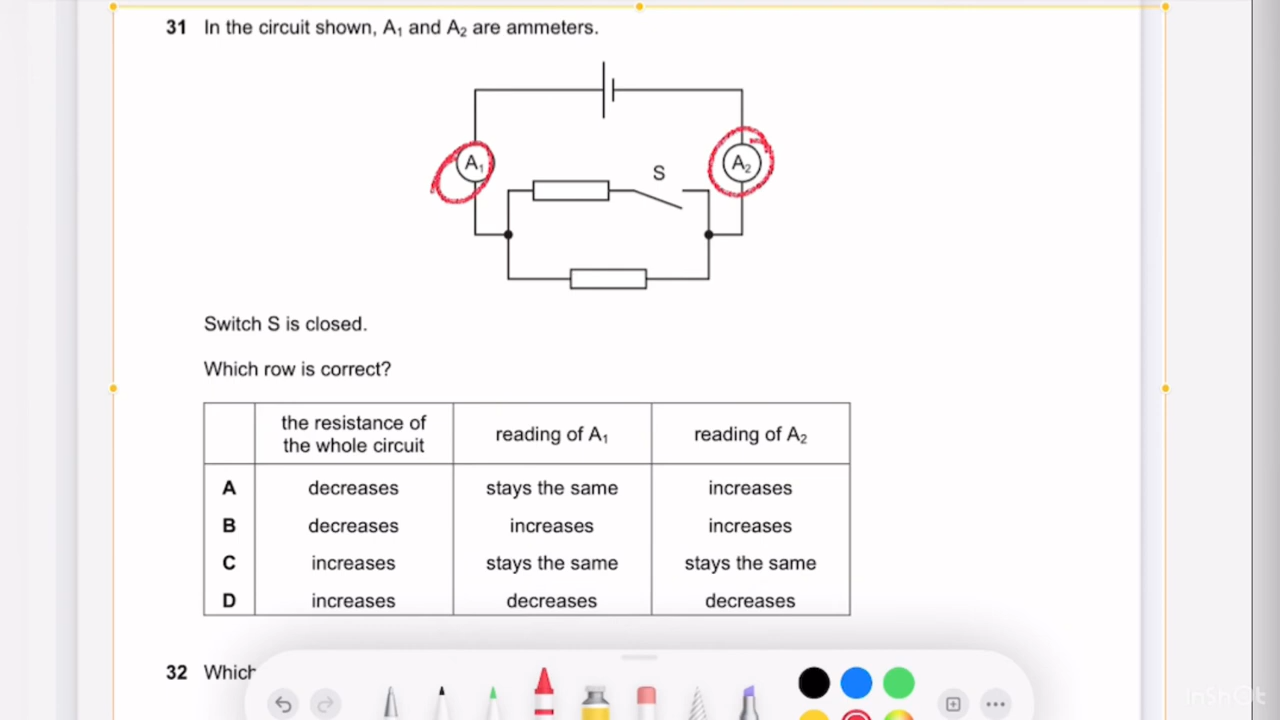 31 In the circuit shown, A₁ and A₂ are ammeters.
A₁
S
A₂
Switch S is closed.
Which row is correct?
the resistance of
the whole circuit
reading of A₁
reading of A₂
A decreases stays the same increases
B decreases increases increases
C increases stays the same stays the same
D increases decreases decreases
32 Which
InShOt